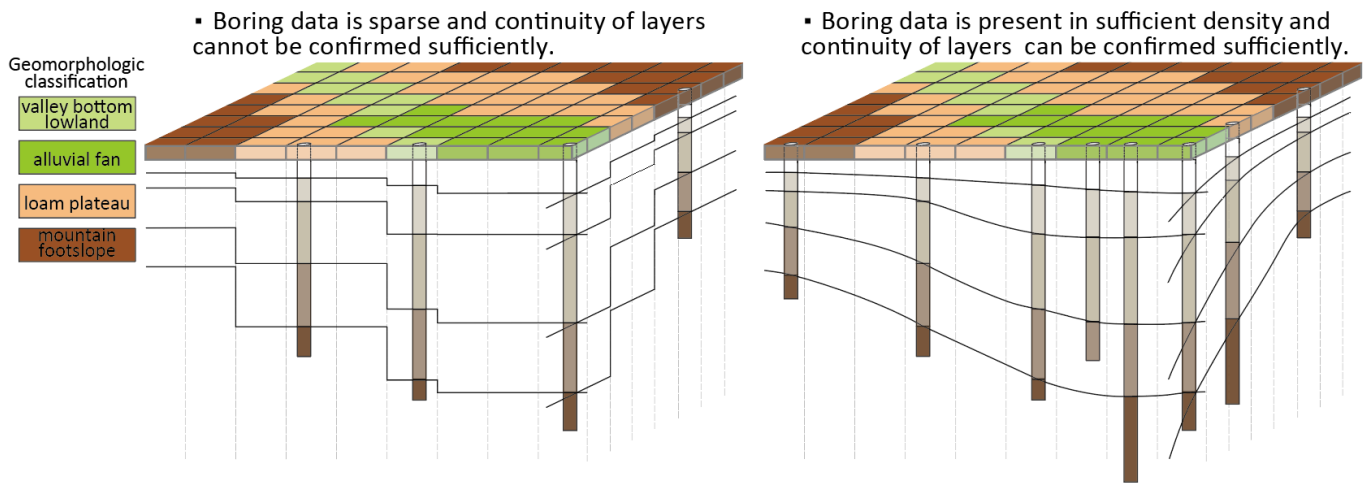 ▪ Boring data is sparse and continuity of layers
cannot be confirmed sufficiently.
▪ Boring data is present in sufficient density and
continuity of layers can be confirmed sufficiently.
Geomorphologic
classification
valley bottom
lowland
alluvial fan
loam plateau
mountain
footslope